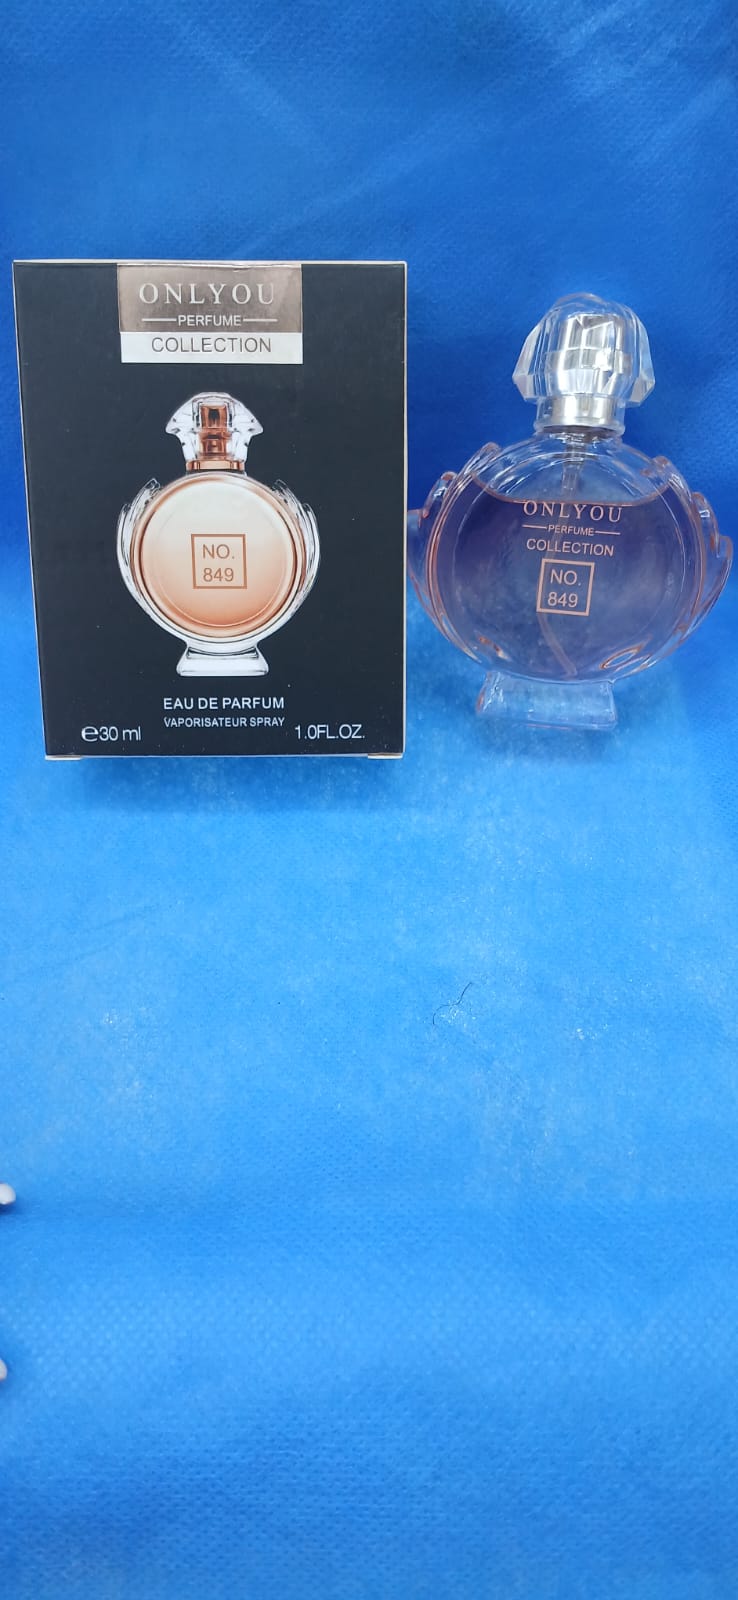 ONLYOU
PERFUME
COLLECTION
NO.
849
EAU DE PARFUM
VAPORISATEUR SPRAY
℮30 ml
1.0FL.OZ.
ONLYOU
PERFUME
COLLECTION
NO.
849